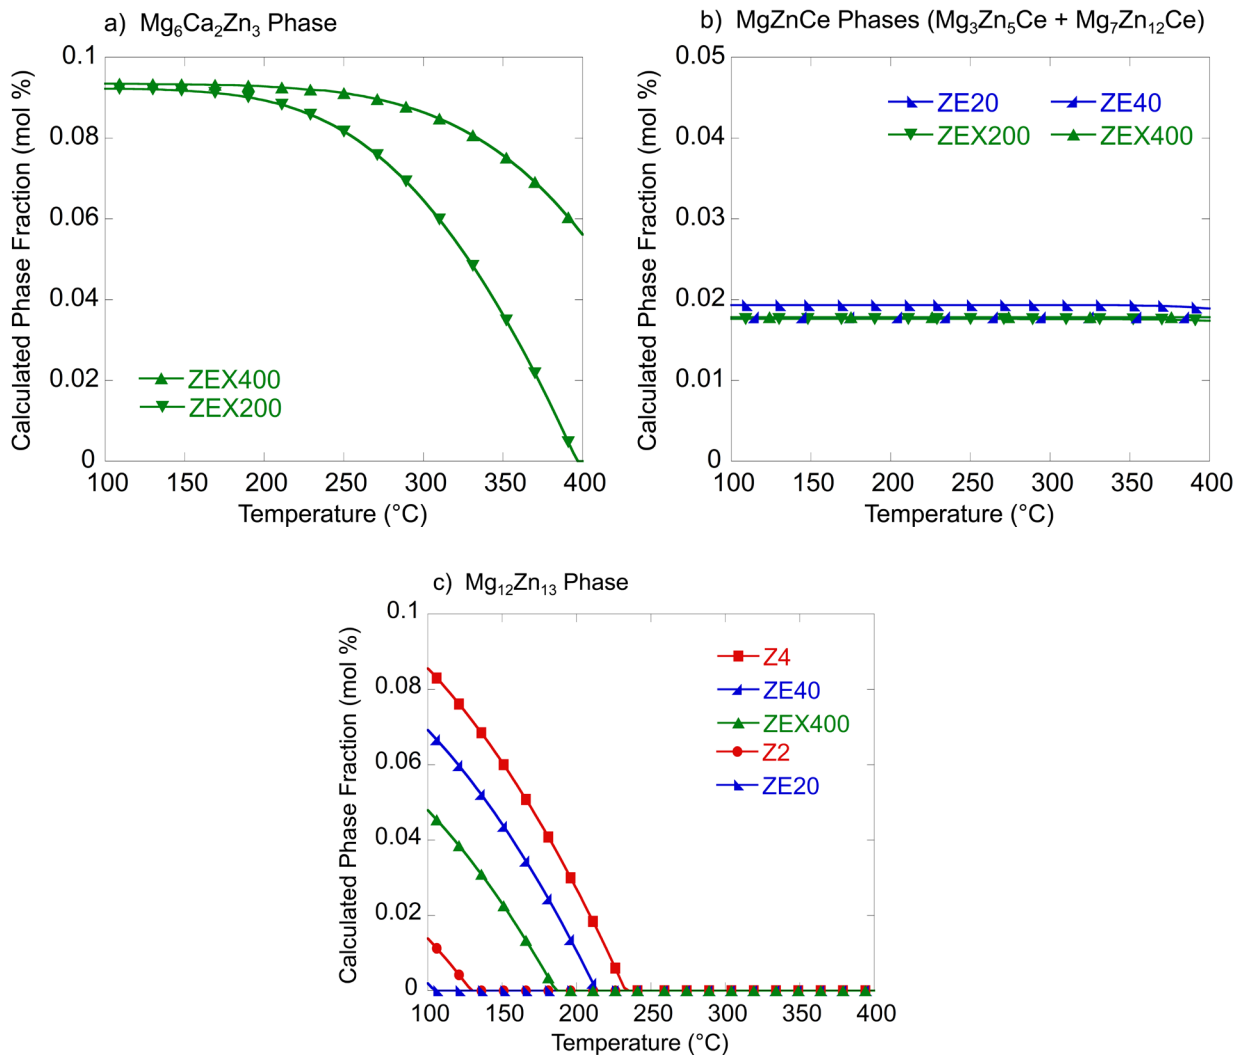 a) Mg₆Ca₂Zn₃ Phase
Calculated Phase Fraction (mol %)
0.1
0.08
0.06
0.04
0.02
0
ZEX400
ZEX200
100 150 200 250 300 350 400
Temperature (°C)
b) MgZnCe Phases (Mg₃Zn₅Ce + Mg₇Zn₁₂Ce)
Calculated Phase Fraction (mol %)
0.05
0.04
0.03
0.02
0.01
0
ZE20 ZE40
ZEX200 ZEX400
100 150 200 250 300 350 400
Temperature (°C)
c) Mg₁₂Zn₁₃ Phase
Calculated Phase Fraction (mol %)
0.1
0.08
0.06
0.04
0.02
0
Z4
ZE40
ZEX400
Z2
ZE20
100 150 200 250 300 350 400
Temperature (°C)